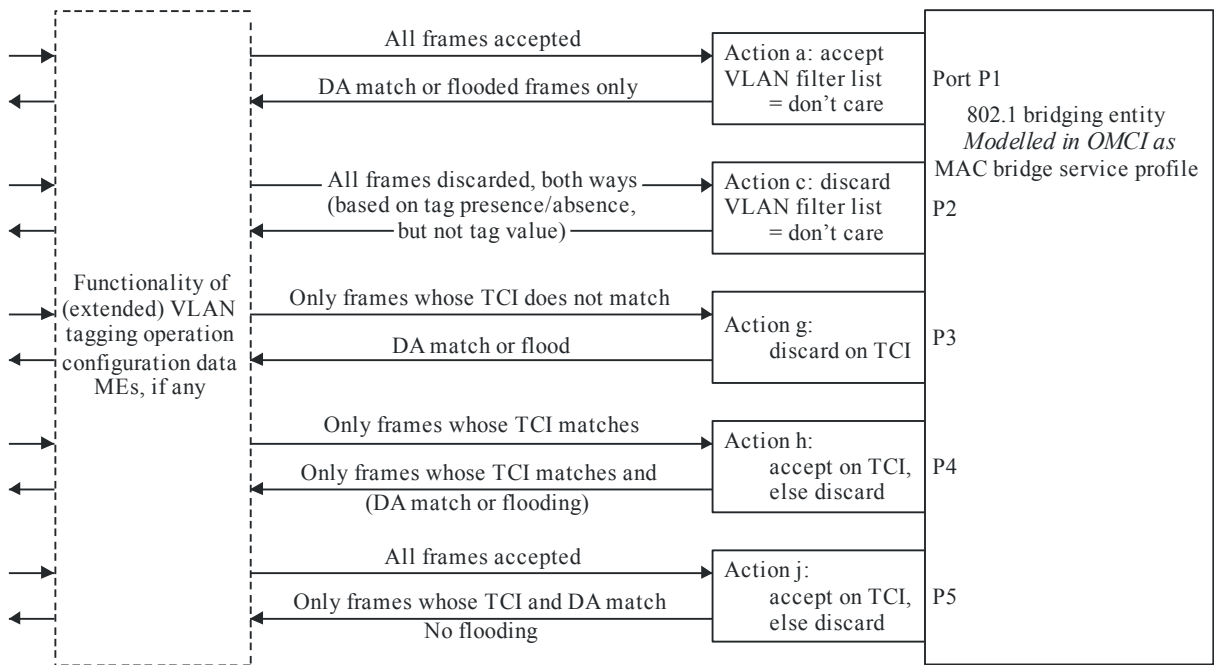 All frames accepted
DA match or flooded frames only
Action a: accept
VLAN filter list
= don’t care
Port P1
802.1 bridging entity
Modelled in OMCI as
MAC bridge service profile
All frames discarded, both ways
(based on tag presence/absence,
but not tag value)
Action c: discard
VLAN filter list
= don’t care
P2
Functionality of
(extended) VLAN
tagging operation
configuration data
MEs, if any
Only frames whose TCI does not match
DA match or flood
Action g:
discard on TCI
P3
Only frames whose TCI matches
Only frames whose TCI matches and
(DA match or flooding)
Action h:
accept on TCI,
else discard
P4
All frames accepted
Only frames whose TCI and DA match
No flooding
Action j:
accept on TCI,
else discard
P5